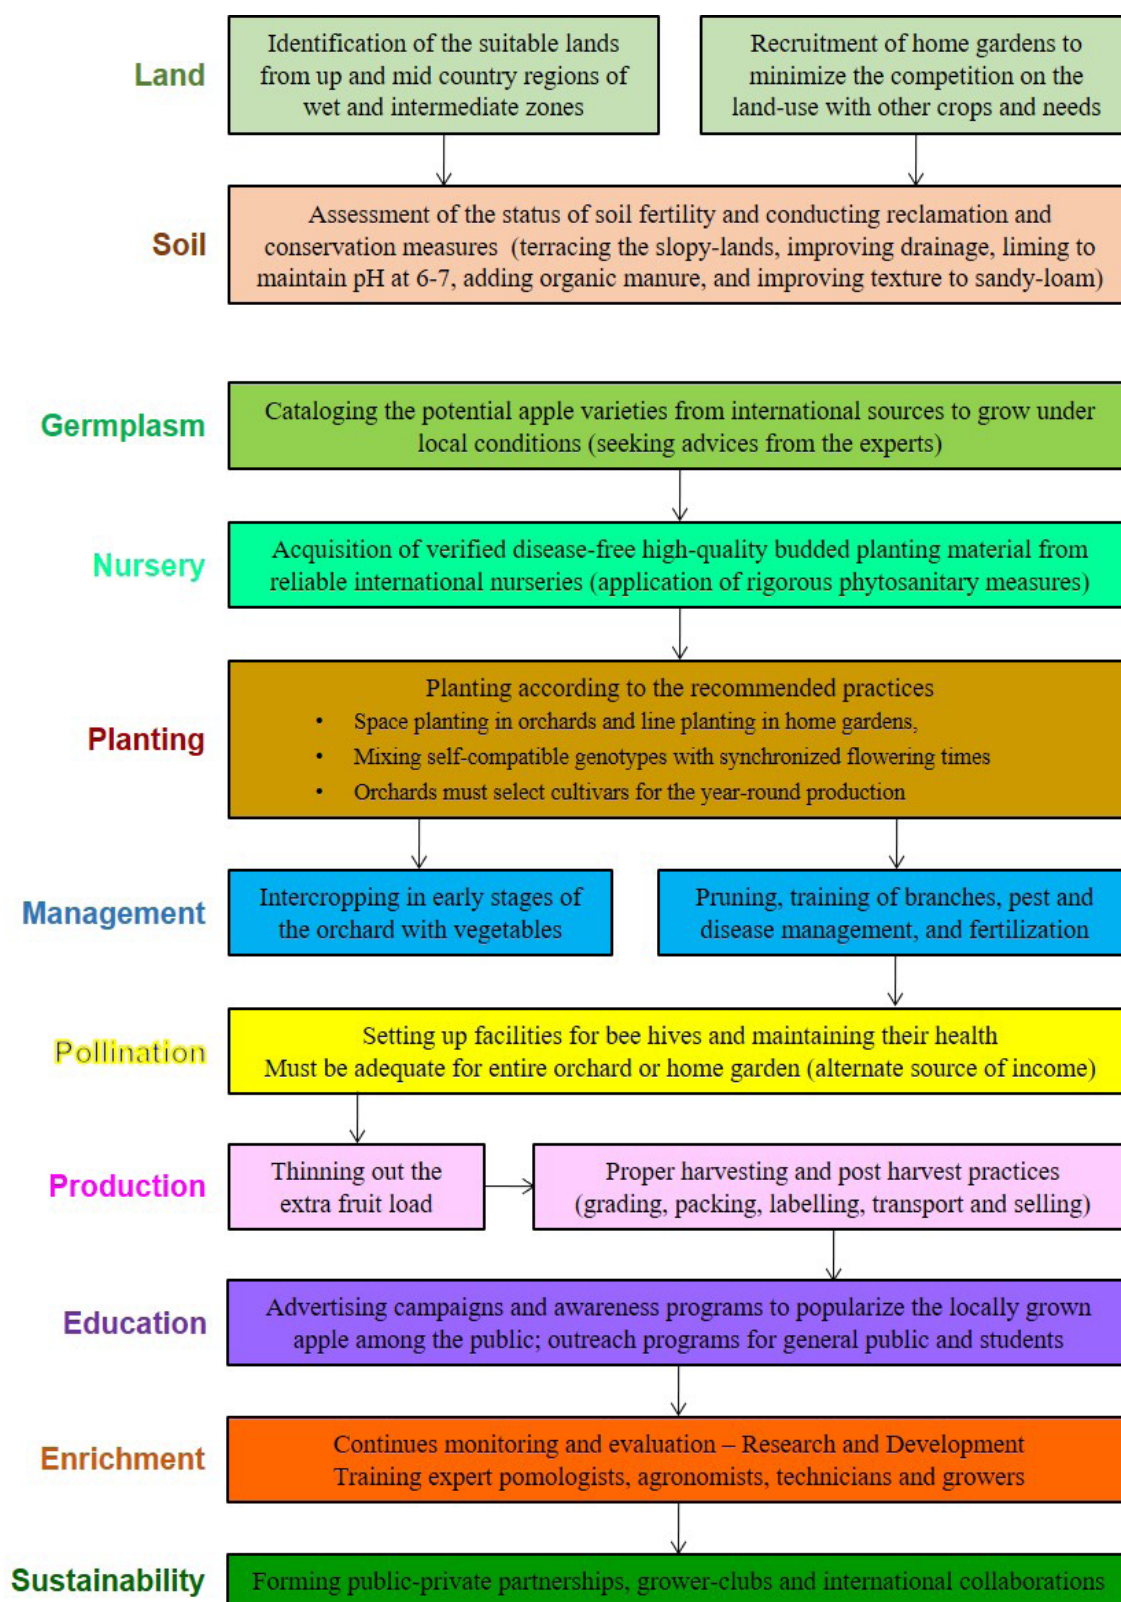 Land
Identification of the suitable lands
from up and mid country regions of
wet and intermediate zones
Recruitment of home gardens to
minimize the competition on the
land-use with other crops and needs
Soil
Assessment of the status of soil fertility and conducting reclamation and
conservation measures (terracing the slopy-lands, improving drainage, liming to
maintain pH at 6-7, adding organic manure, and improving texture to sandy-loam)
Germplasm
Cataloging the potential apple varieties from international sources to grow under
local conditions (seeking advices from the experts)
Nursery
Acquisition of verified disease-free high-quality budded planting material from
reliable international nurseries (application of rigorous phytosanitary measures)
Planting
Planting according to the recommended practices
• Space planting in orchards and line planting in home gardens,
• Mixing self-compatible genotypes with synchronized flowering times
• Orchards must select cultivars for the year-round production
Management
Intercropping in early stages of
the orchard with vegetables
Pruning, training of branches, pest and
disease management, and fertilization
Pollination
Setting up facilities for bee hives and maintaining their health
Must be adequate for entire orchard or home garden (alternate source of income)
Production
Thinning out the
extra fruit load
Proper harvesting and post harvest practices
(grading, packing, labelling, transport and selling)
Education
Advertising campaigns and awareness programs to popularize the locally grown
apple among the public; outreach programs for general public and students
Enrichment
Continues monitoring and evaluation – Research and Development
Training expert pomologists, agronomists, technicians and growers
Sustainability
Forming public-private partnerships, grower-clubs and international collaborations